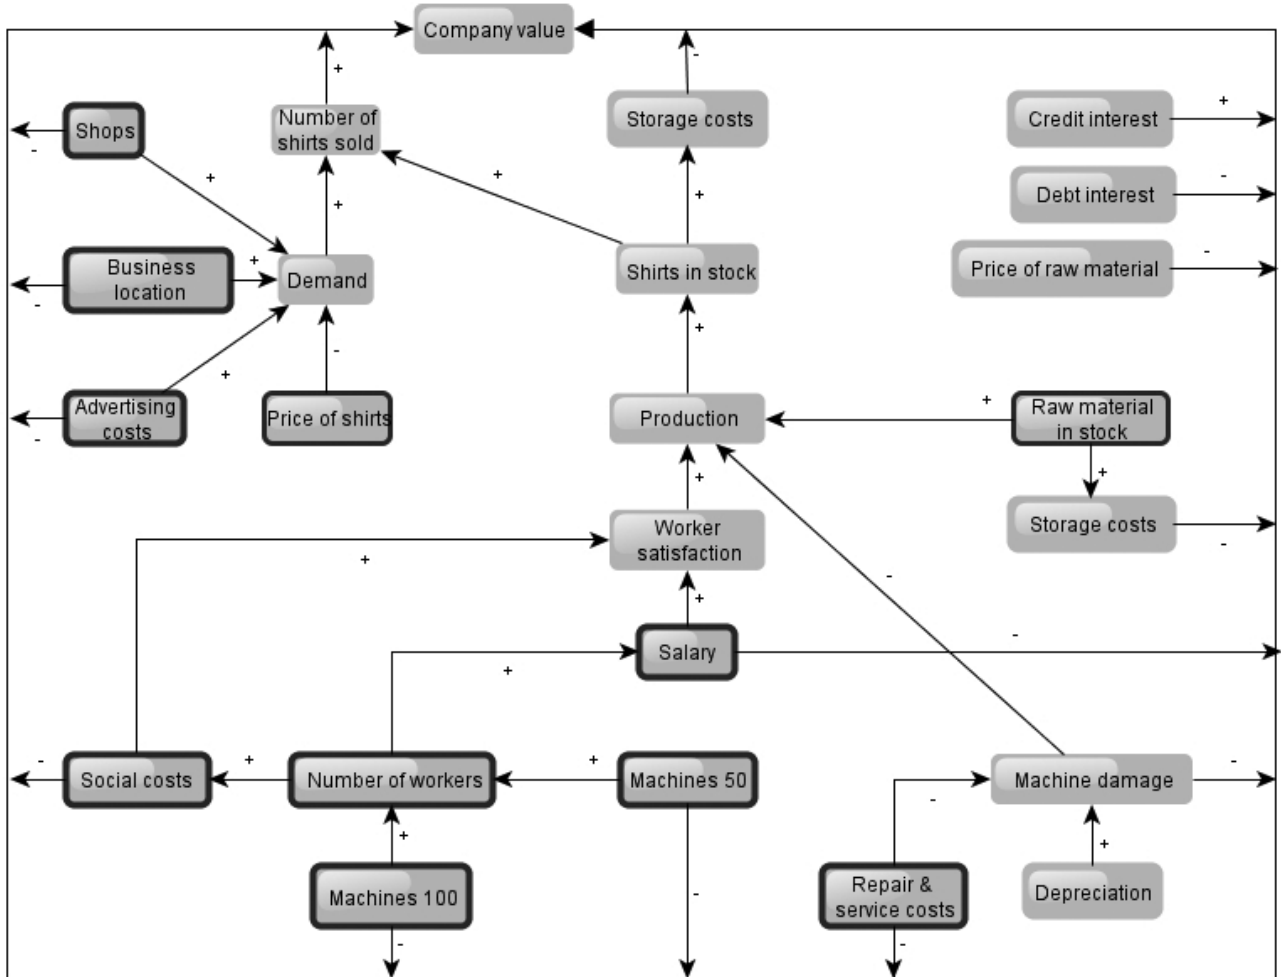 Company value
+
-
Shops
-
+
Number of
shirts sold
+
Storage costs
+
Credit interest
+
Debt interest
-
Business
location
-
+
Demand
+
Shirts in stock
Price of raw material
-
+
-
+
Advertising
costs
-
Price of shirts
Production
+
Raw material
in stock
+
Storage costs
-
+
Worker
satisfaction
+
-
+
Salary
-
+
Social costs
-
+
Number of workers
+
Machines 50
-
Machine damage
-
+
Machines 100
-
-
Repair &
service costs
-
+
Depreciation